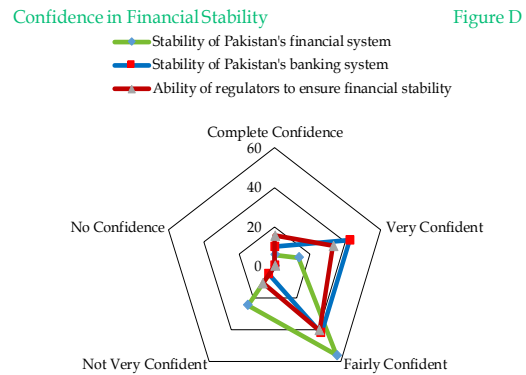 Confidence in Financial Stability Figure D
Stability of Pakistan's financial system
Stability of Pakistan's banking system
Ability of regulators to ensure financial stability
Complete Confidence
60
40
20
0
No Confidence
Very Confident
Not Very Confident
Fairly Confident